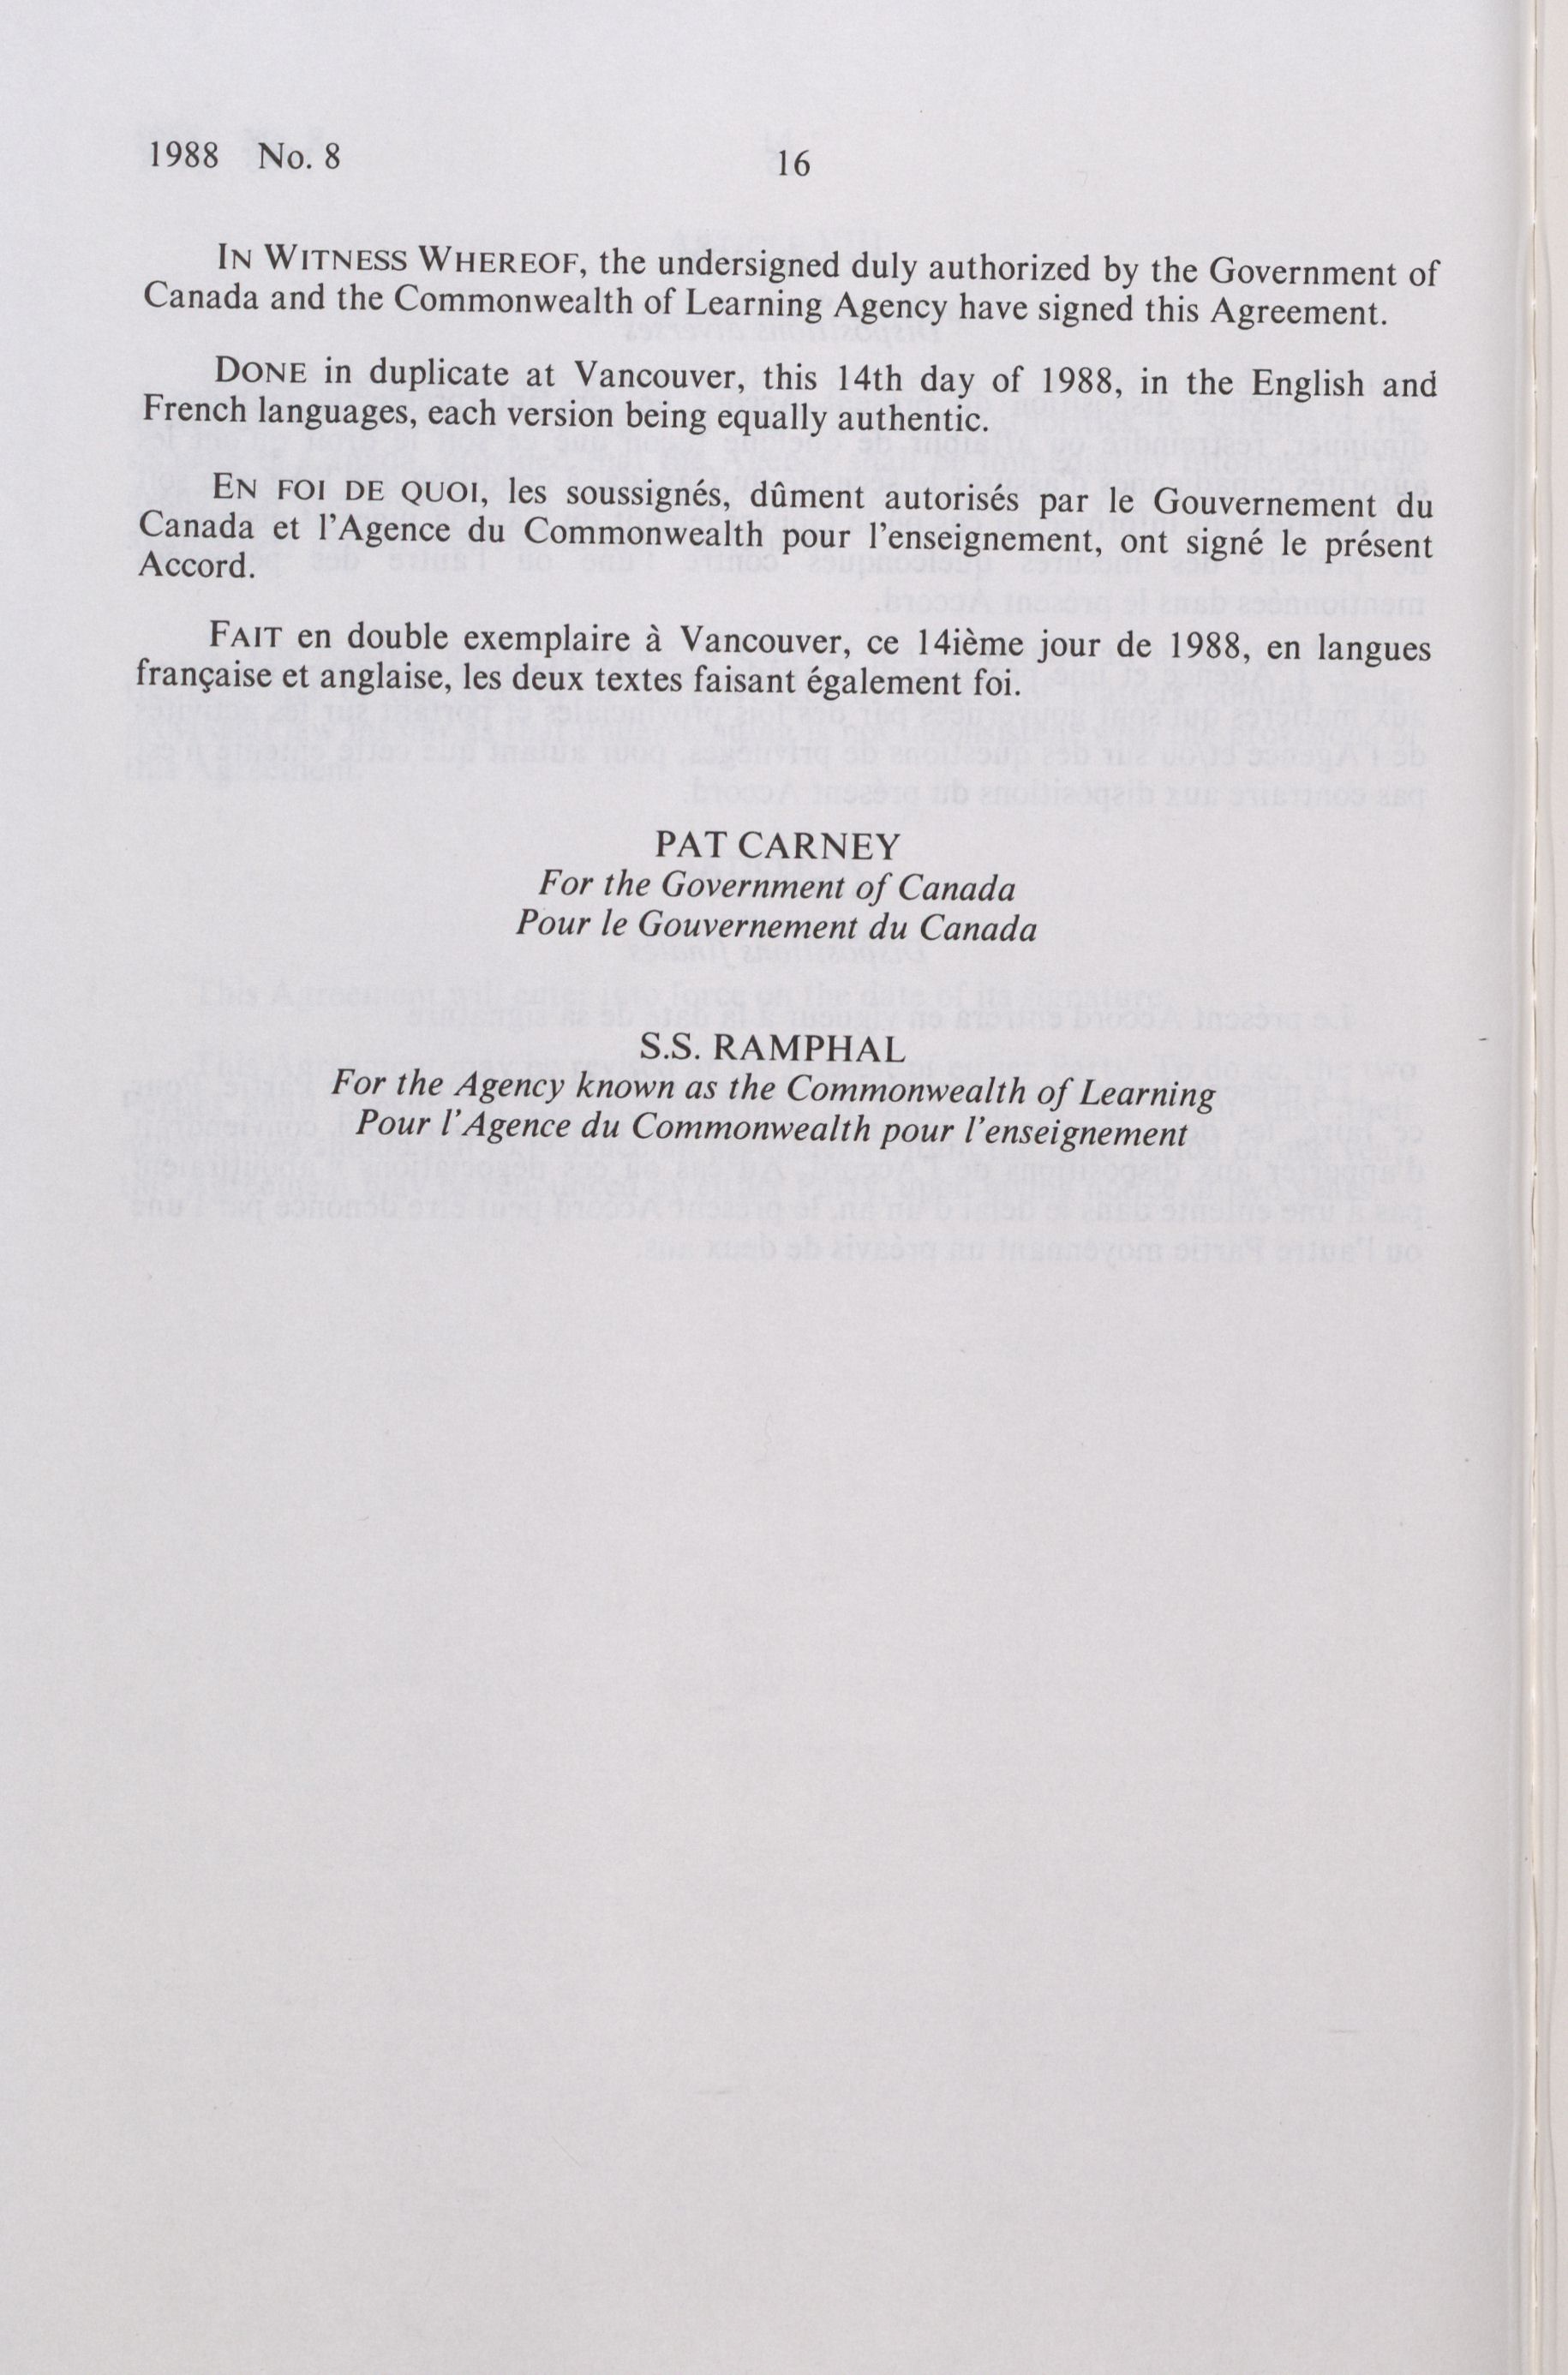 1988 No. 8
16
IN WITNESS WHEREOF, the undersigned duly authorized by the Government of
Canada and the Commonwealth of Learning Agency have signed this Agreement.
DONE in duplicate at Vancouver, this 14th day of 1988, in the English and
French languages, each version being equally authentic.
EN FOI DE QUOI, les soussignés, dûment autorisés par le Gouvernement du
Canada et l'Agence du Commonwealth pour l'enseignement, ont signé le présent
Accord.
FAIT en double exemplaire à Vancouver, ce 14ième jour de 1988, en langues
française et anglaise, les deux textes faisant également foi.
PAT CARNEY
For the Government of Canada
Pour le Gouvernement du Canada
S.S. RAMPHAL
For the Agency known as the Commonwealth of Learning
Pour l'Agence du Commonwealth pour l'enseignement